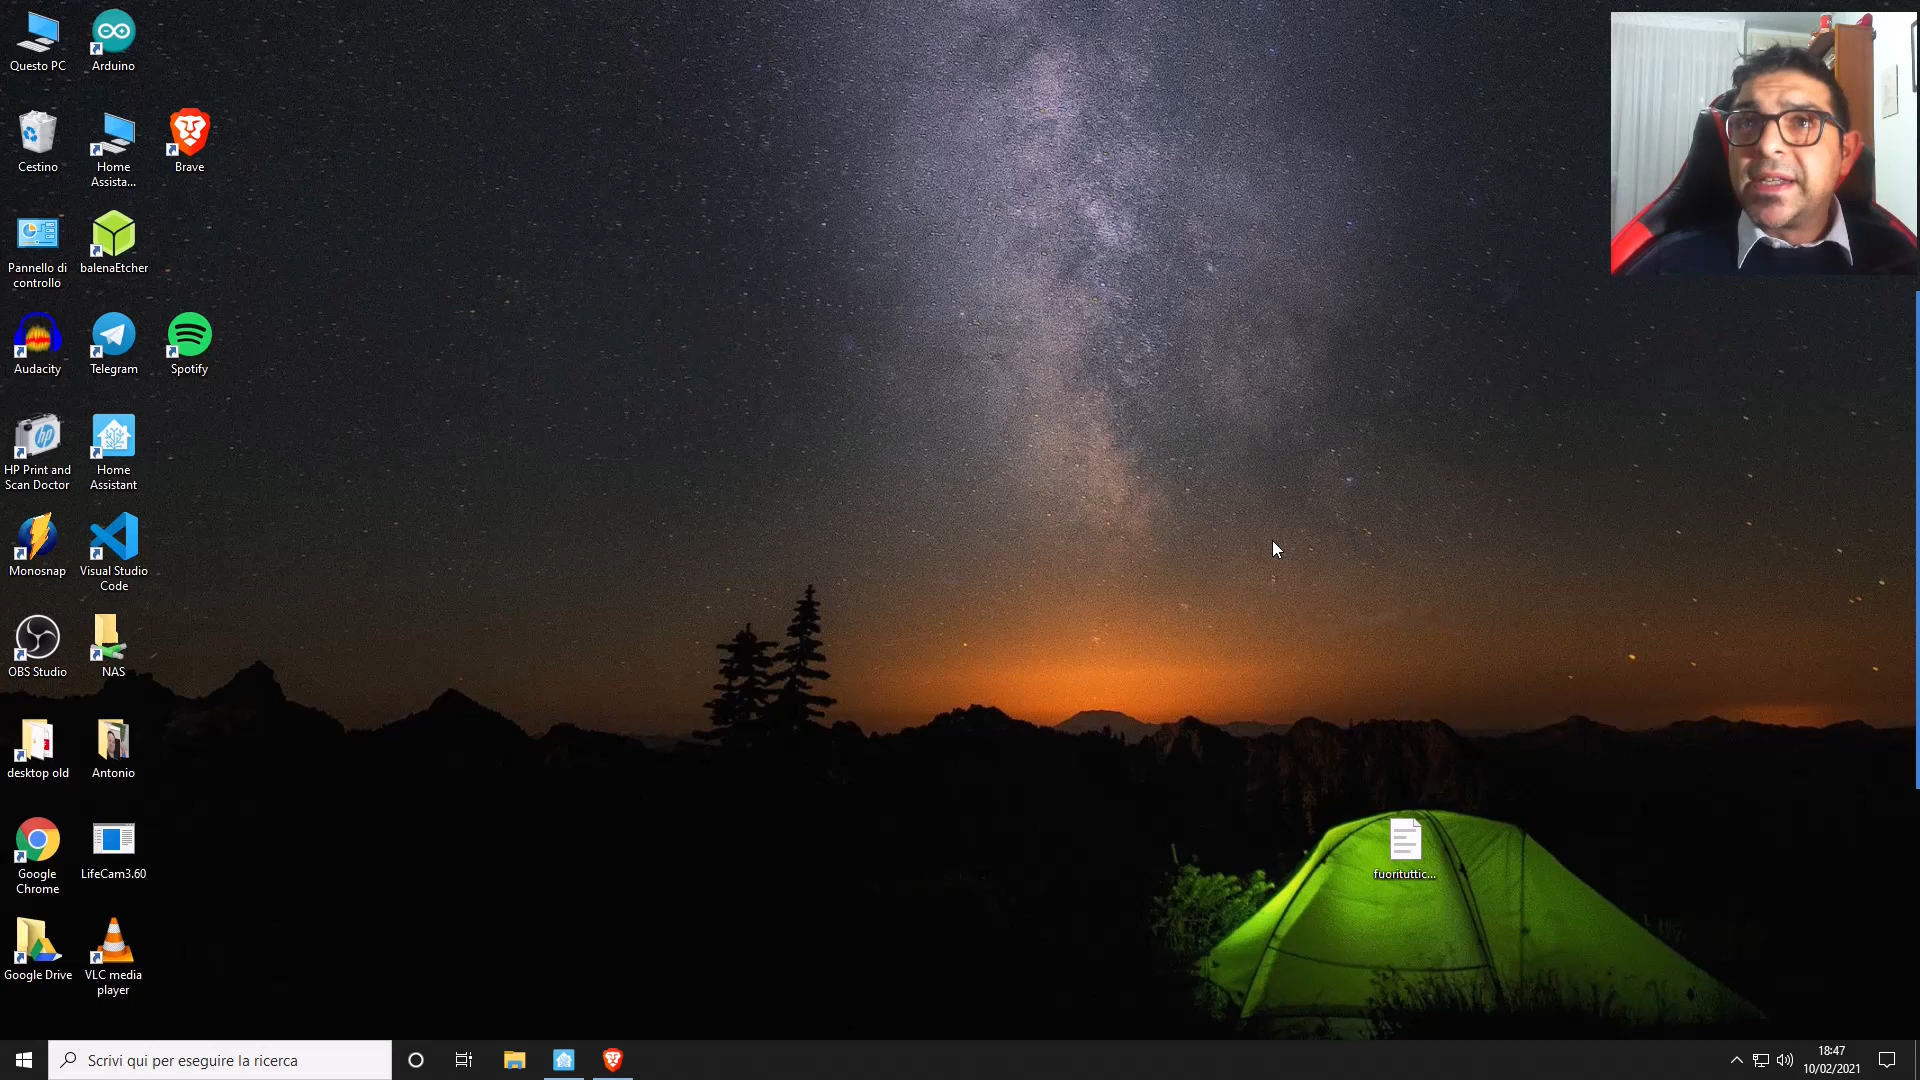 Questo PC
Arduino
Cestino
Home
Assista...
Brave
Pannello di
controllo
balenaEtcher
Audacity
Telegram
Spotify
HP Print and
Scan Doctor
Home
Assistant
Monosnap
Visual Studio
Code
OBS Studio
NAS
desktop old
Antonio
Google
Chrome
LifeCam3.60
fuorituttic...
Google Drive
VLC media
player
Scrivi qui per eseguire la ricerca
18:47
10/02/2021